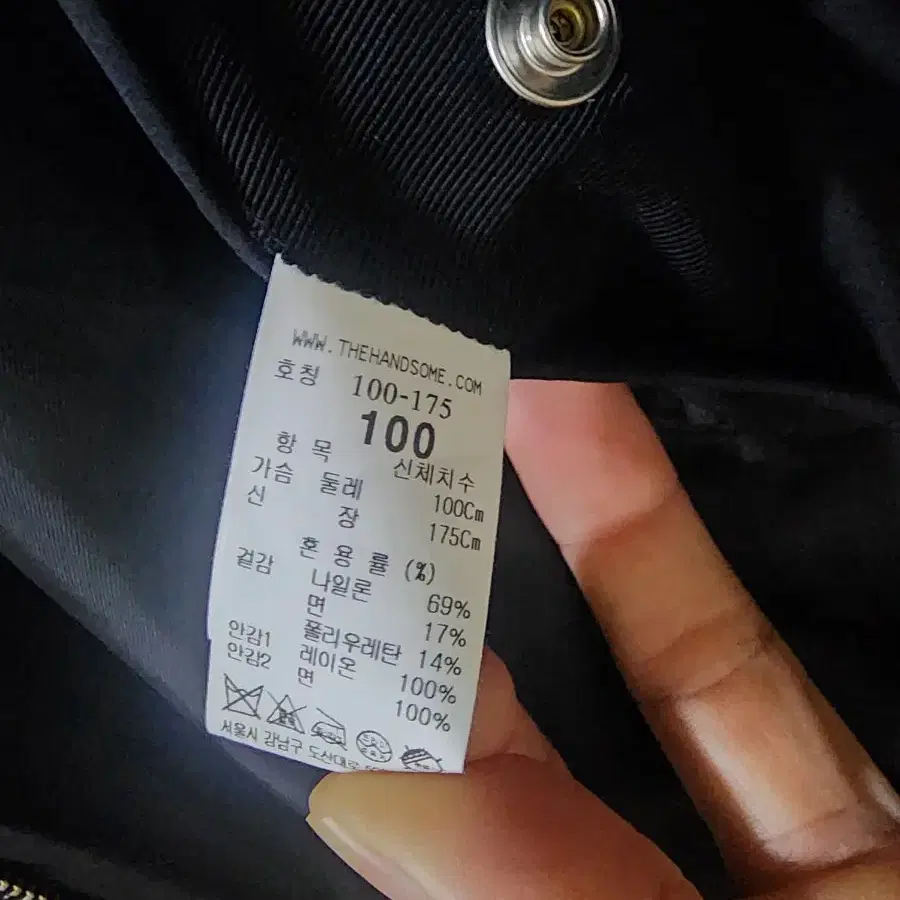 WWW.THEHANDSOME.COM
호칭 100-175
100
항 목 신체치수
가슴 둘레 100Cm
신 장 175Cm
혼 용 률 (%)
겉감 나일론 69%
면 17%
폴리우레탄 14%
안감1 레이온 100%
안감2 면 100%
서울시 강남구 도산대로